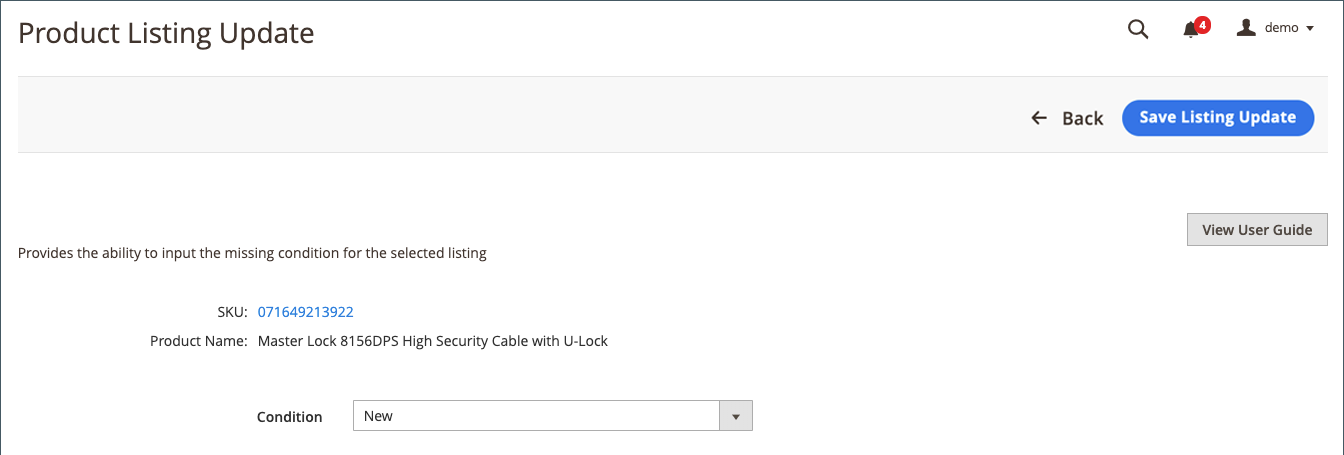 Product Listing Update
4
demo
Back
Save Listing Update
View User Guide
Provides the ability to input the missing condition for the selected listing
SKU: 071649213922
Product Name: Master Lock 8156DPS High Security Cable with U-Lock
Condition New